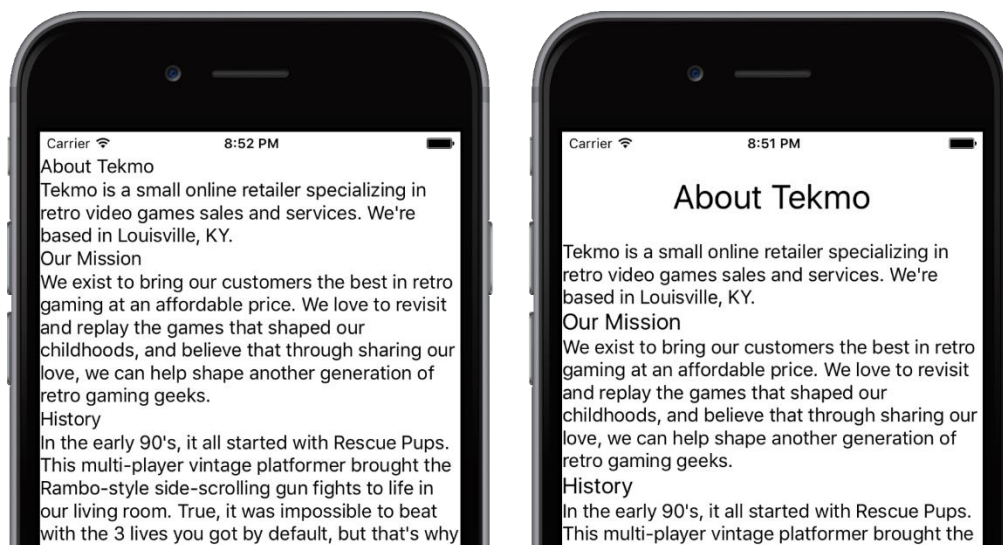 Carrier
8:52 PM
About Tekmo
Tekmo is a small online retailer specializing in
retro video games sales and services. We're
based in Louisville, KY.
Our Mission
We exist to bring our customers the best in retro
gaming at an affordable price. We love to revisit
and replay the games that shaped our
childhoods, and believe that through sharing our
love, we can help shape another generation of
retro gaming geeks.
History
In the early 90's, it all started with Rescue Pups.
This multi-player vintage platformer brought the
Rambo-style side-scrolling gun fights to life in
our living room. True, it was impossible to beat
with the 3 lives you got by default, but that's why
Carrier
8:51 PM
About Tekmo
Tekmo is a small online retailer specializing in
retro video games sales and services. We're
based in Louisville, KY.
Our Mission
We exist to bring our customers the best in retro
gaming at an affordable price. We love to revisit
and replay the games that shaped our
childhoods, and believe that through sharing our
love, we can help shape another generation of
retro gaming geeks.
History
In the early 90's, it all started with Rescue Pups.
This multi-player vintage platformer brought the